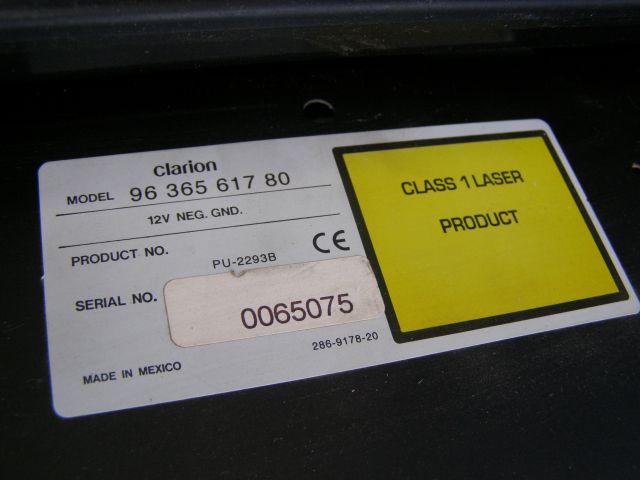 clarion
MODEL 96 365 617 80
12V NEG. GND.
PRODUCT NO. PU-2293B
CE
SERIAL NO. 0065075
286-9178-20
MADE IN MEXICO
CLASS 1 LASER
PRODUCT